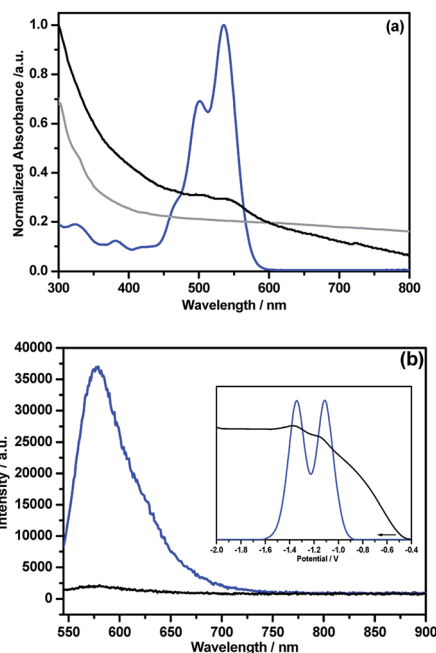 (a)
1.0
0.8
0.6
0.4
0.2
0.0
Normalized Absorbance /a.u.
300 400 500 600 700 800
Wavelength / nm
(b)
40000
35000
30000
25000
20000
15000
10000
5000
0
Intensity / a.u.
-2.0 -1.8 -1.6 -1.4 -1.2 -1.0 -0.8 -0.6 -0.4
Potential / V
550 600 650 700 750 800 850 900
Wavelength / nm